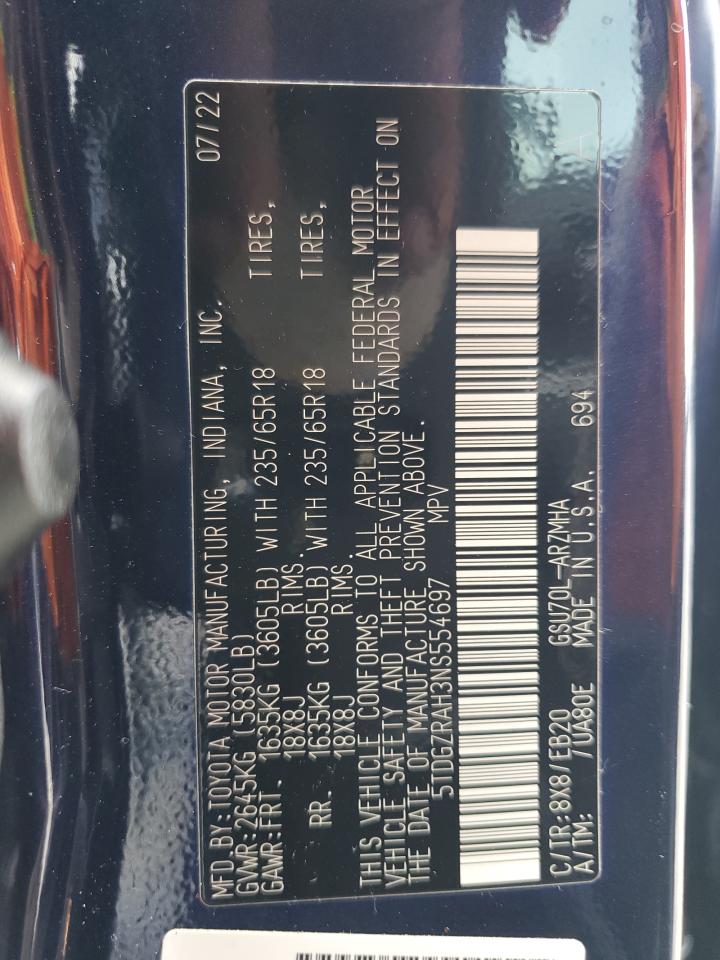 MFD.BY:TOYOTA MOTOR MANUFACTURING, INDIANA, INC. 07/22
GVWR:2645KG (5830LB)
GAWR:FRT. 1635KG (3605LB) WITH 235/65R18 TIRES,
18X8J RIMS.
RR. 1635KG (3605LB) WITH 235/65R18 TIRES,
18X8J RIMS.
THIS VEHICLE CONFORMS TO ALL APPLICABLE FEDERAL MOTOR
VEHICLE SAFETY AND THEFT PREVENTION STANDARDS IN EFFECT ON
THE DATE OF MANUFACTURE SHOWN ABOVE.
5TDGZRAH3NS554697 MPV
C/TR:8X8/EB20 GSU70L-ARZMHA
A/TM: /UA80E MADE IN U.S.A. 694